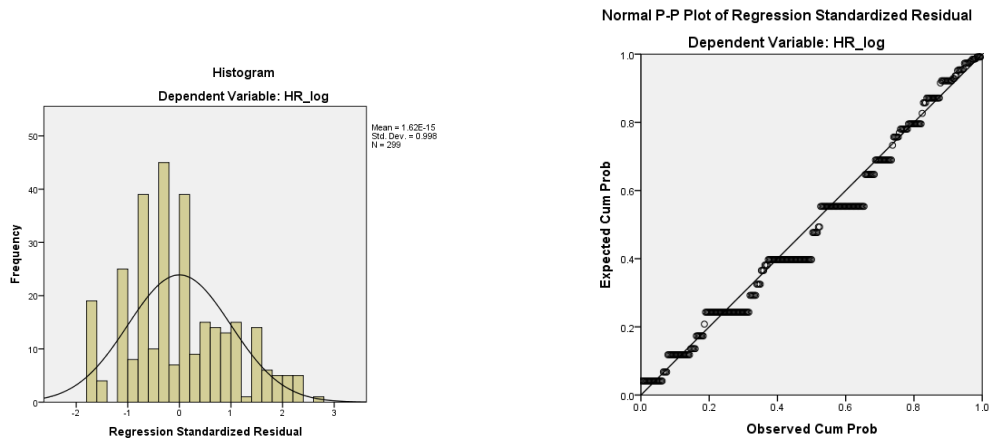 Histogram
Dependent Variable: HR_log
Mean = 1.62E-15
Std. Dev. = 0.998
N = 299
Frequency
50
40
30
20
10
0
-2 -1 0 1 2 3
Regression Standardized Residual
Normal P-P Plot of Regression Standardized Residual
Dependent Variable: HR_log
Expected Cum Prob
1.0
0.8
0.6
0.4
0.2
0.0
0.0 0.2 0.4 0.6 0.8 1.0
Observed Cum Prob